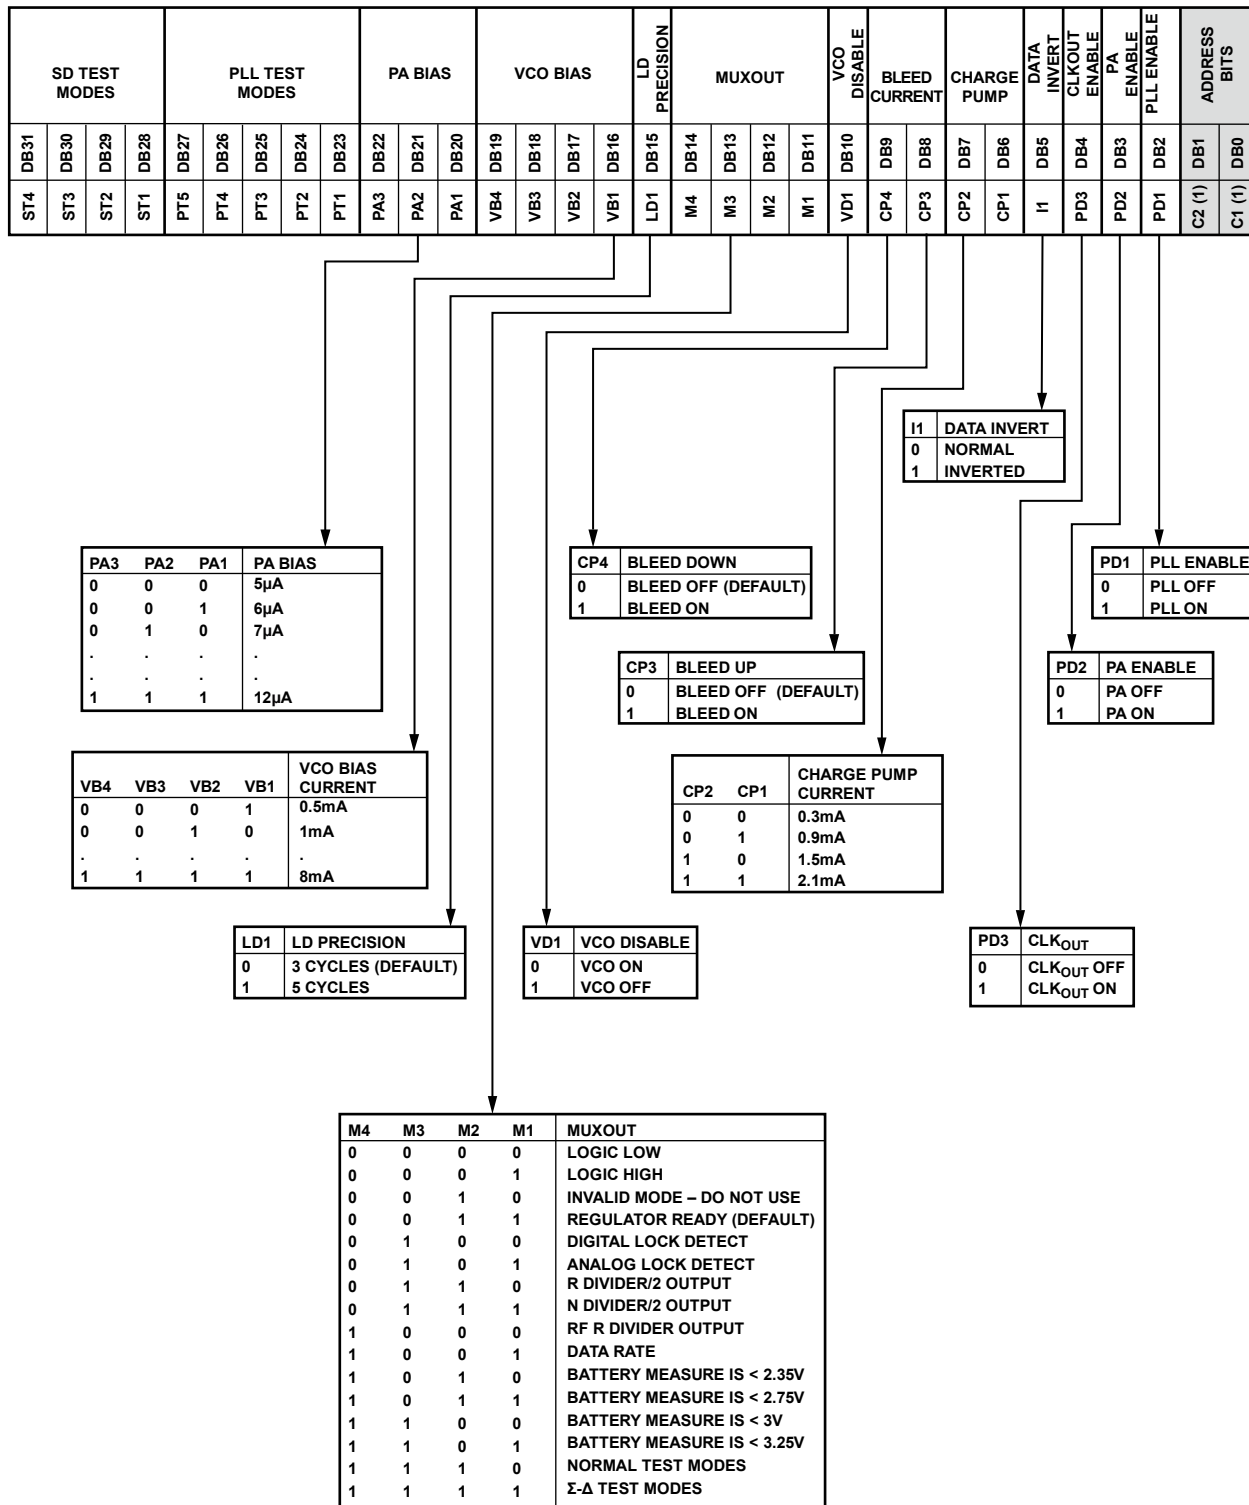 SD TEST
MODES
PLL TEST
MODES
PA BIAS
VCO BIAS
LD
PRECISION
MUXOUT
VCO
DISABLE
BLEED
CURRENT
CHARGE
PUMP
DATA
INVERT
CLKOUT
ENABLE
PA
ENABLE
PLL ENABLE
ADDRESS
BITS
DB31 DB30 DB29 DB28 DB27 DB26 DB25 DB24 DB23 DB22 DB21 DB20 DB19 DB18 DB17 DB16 DB15 DB14 DB13 DB12 DB11 DB10 DB9 DB8 DB7 DB6 DB5 DB4 DB3 DB2 DB1 DB0
ST4 ST3 ST2 ST1 PT5 PT4 PT3 PT2 PT1 PA3 PA2 PA1 VB4 VB3 VB2 VB1 LD1 M4 M3 M2 M1 VD1 CP4 CP3 CP2 CP1 I1 PD3 PD2 PD1 C2 (1) C1 (1)
I1 DATA INVERT
0 NORMAL
1 INVERTED
PA3 PA2 PA1 PA BIAS
0 0 0 5µA
0 0 1 6µA
0 1 0 7µA
. . . .
. . . .
1 1 1 12µA
CP4 BLEED DOWN
0 BLEED OFF (DEFAULT)
1 BLEED ON
PD1 PLL ENABLE
0 PLL OFF
1 PLL ON
CP3 BLEED UP
0 BLEED OFF (DEFAULT)
1 BLEED ON
PD2 PA ENABLE
0 PA OFF
1 PA ON
VB4 VB3 VB2 VB1 VCO BIAS
CURRENT
0 0 0 1 0.5mA
0 0 1 0 1mA
. . . . .
1 1 1 1 8mA
CP2 CP1 CHARGE PUMP
CURRENT
0 0 0.3mA
0 1 0.9mA
1 0 1.5mA
1 1 2.1mA
LD1 LD PRECISION
0 3 CYCLES (DEFAULT)
1 5 CYCLES
VD1 VCO DISABLE
0 VCO ON
1 VCO OFF
PD3 CLKOUT
0 CLKOUT OFF
1 CLKOUT ON
M4 M3 M2 M1 MUXOUT
0 0 0 0 LOGIC LOW
0 0 0 1 LOGIC HIGH
0 0 1 0 INVALID MODE – DO NOT USE
0 0 1 1 REGULATOR READY (DEFAULT)
0 1 0 0 DIGITAL LOCK DETECT
0 1 0 1 ANALOG LOCK DETECT
0 1 1 0 R DIVIDER/2 OUTPUT
0 1 1 1 N DIVIDER/2 OUTPUT
1 0 0 0 RF R DIVIDER OUTPUT
1 0 0 1 DATA RATE
1 0 1 0 BATTERY MEASURE IS < 2.35V
1 0 1 1 BATTERY MEASURE IS < 2.75V
1 1 0 0 BATTERY MEASURE IS < 3V
1 1 0 1 BATTERY MEASURE IS < 3.25V
1 1 1 0 NORMAL TEST MODES
1 1 1 1 Σ-Δ TEST MODES